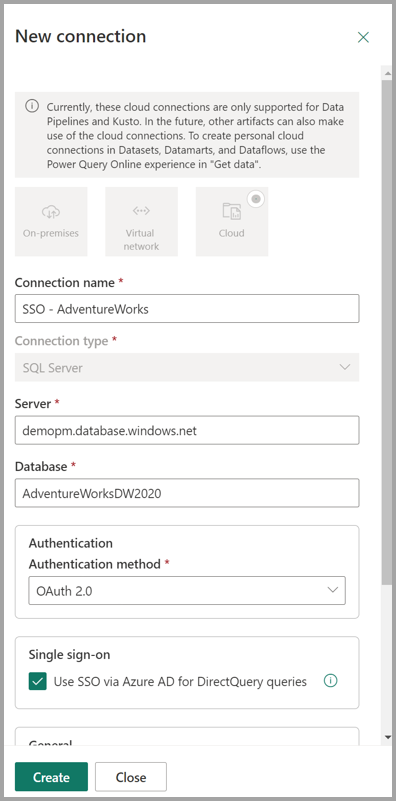 New connection
Currently, these cloud connections are only supported for Data
Pipelines and Kusto. In the future, other artifacts can also make
use of the cloud connections. To create personal cloud
connections in Datasets, Datamarts, and Dataflows, use the
Power Query Online experience in "Get data".
On-premises
Virtual
network
Cloud
Connection name *
SSO - AdventureWorks
Connection type *
SQL Server
Server *
demopm.database.windows.net
Database *
AdventureWorksDW2020
Authentication
Authentication method *
OAuth 2.0
Single sign-on
Use SSO via Azure AD for DirectQuery queries
General
Create
Close